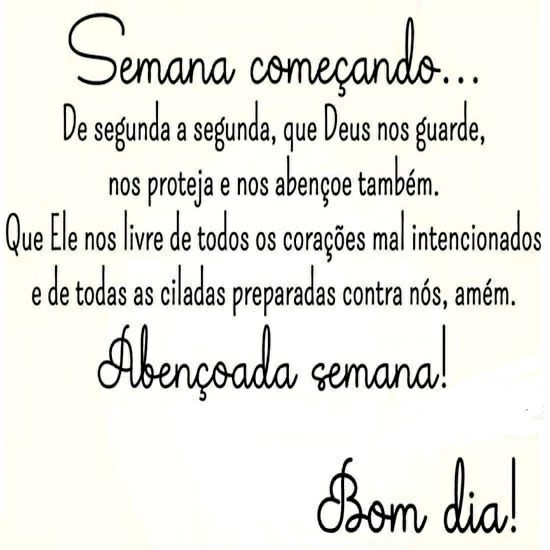 Semana começando...
De segunda a segunda, que Deus nos guarde,
nos proteja e nos abençoe também.
Que Ele nos livre de todos os corações mal intencionados
e de todas as ciladas preparadas contra nós, amém.
Abençoada semana!
Bom dia!